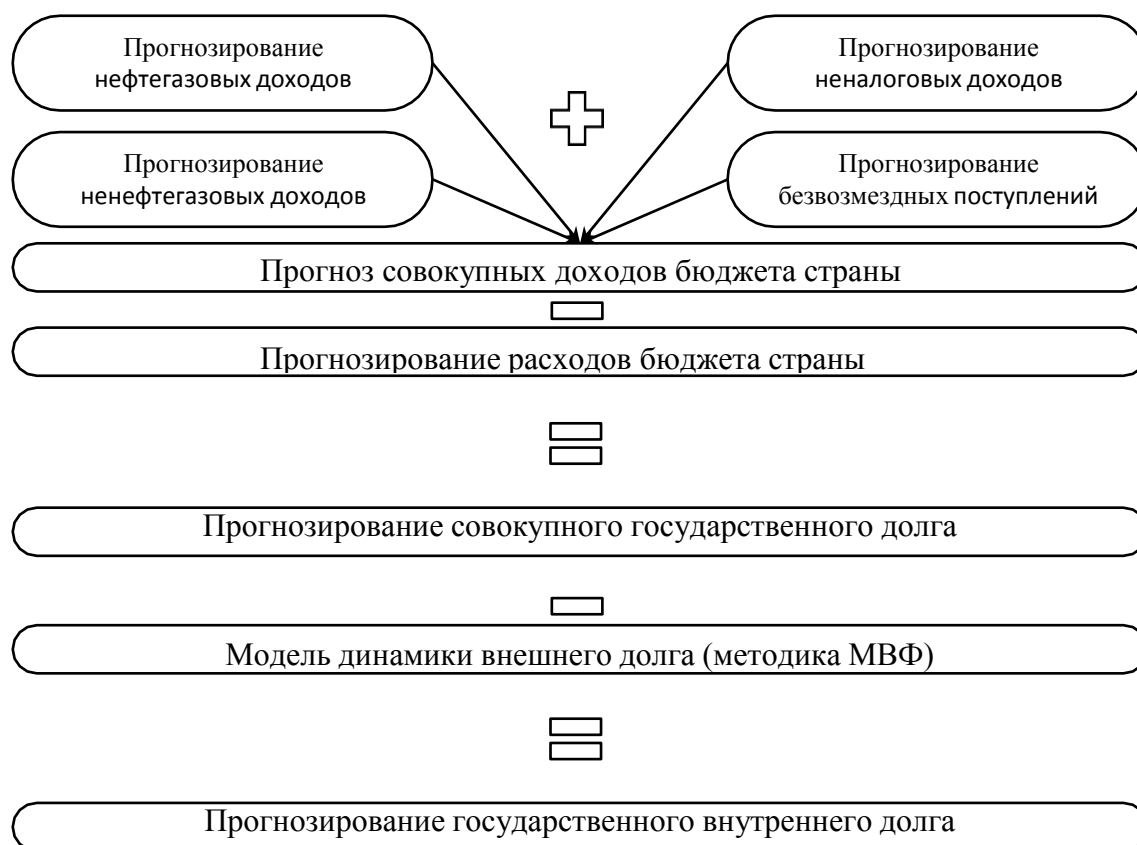 Прогнозирование
нефтегазовых доходов
Прогнозирование
неналоговых доходов
Прогнозирование
ненефтегазовых доходов
Прогнозирование
безвозмездных поступлений
Прогноз совокупных доходов бюджета страны
Прогнозирование расходов бюджета страны
Прогнозирование совокупного государственного долга
Модель динамики внешнего долга (методика МВФ)
Прогнозирование государственного внутреннего долга